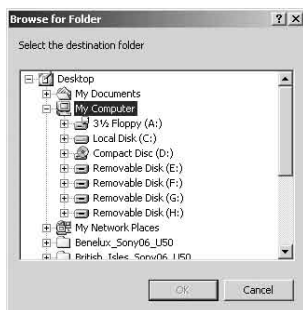 Browse for Folder
Select the destination folder
Desktop
My Documents
My Computer
3½ Floppy (A:)
Local Disk (C:)
Compact Disc (D:)
Removable Disk (E:)
Removable Disk (F:)
Removable Disk (G:)
Removable Disk (H:)
My Network Places
Benelux_Sony06_U50
British_Isles_Sony06_U50
OK
Cancel